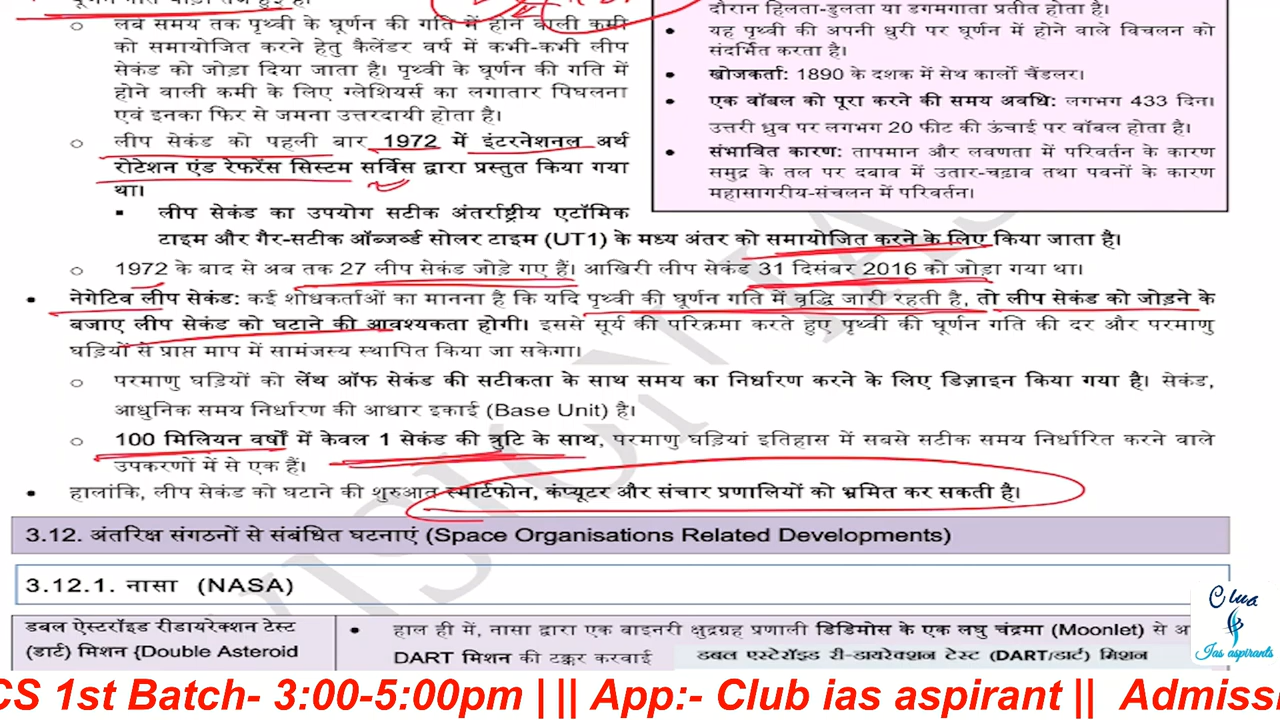 लंबे समय तक पृथ्वी के घूर्णन की गति में होने वाली कमी
को समायोजित करने हेतु कैलेंडर वर्ष में कभी-कभी लीप
सेकंड को जोड़ा दिया जाता है। पृथ्वी के घूर्णन की गति में
होने वाली कमी के लिए ग्लेशियर्स का लगातार पिघलना
एवं इनका फिर से जमना उत्तरदायी होता है।
लीप सेकंड को पहली बार 1972 में इंटरनेशनल अर्थ
रोटेशन एंड रेफरेंस सिस्टम सर्विस द्वारा प्रस्तुत किया गया
था।
लीप सेकंड का उपयोग सटीक अंतर्राष्ट्रीय एटॉमिक
टाइम और गैर-सटीक ऑब्जर्व्ड सोलर टाइम (UT1) के मध्य अंतर को समायोजित करने के लिए किया जाता है।
1972 के बाद से अब तक 27 लीप सेकंड जोड़े गए हैं। आखिरी लीप सेकंड 31 दिसंबर 2016 को जोड़ा गया था।
नेगेटिव लीप सेकंड: कई शोधकर्ताओं का मानना है कि यदि पृथ्वी की घूर्णन गति में वृद्धि जारी रहती है, तो लीप सेकंड को जोड़ने के
बजाए लीप सेकंड को घटाने की आवश्यकता होगी। इससे सूर्य की परिक्रमा करते हुए पृथ्वी की घूर्णन गति की दर और परमाणु
घड़ियों से प्राप्त माप में सामंजस्य स्थापित किया जा सकेगा।
परमाणु घड़ियों को लेंथ ऑफ सेकंड की सटीकता के साथ समय का निर्धारण करने के लिए डिज़ाइन किया गया है। सेकंड,
आधुनिक समय निर्धारण की आधार इकाई (Base Unit) है।
100 मिलियन वर्षों में केवल 1 सेकंड की त्रुटि के साथ, परमाणु घड़ियां इतिहास में सबसे सटीक समय निर्धारित करने वाले
उपकरणों में से एक हैं।
हालांकि, लीप सेकंड को घटाने की शुरुआत स्मार्टफोन, कंप्यूटर और संचार प्रणालियों को भ्रमित कर सकती है।
दौरान हिलता-डुलता या डगमगाता प्रतीत होता है।
यह पृथ्वी की अपनी धुरी पर घूर्णन में होने वाले विचलन को
संदर्भित करता है।
खोजकर्ता: 1890 के दशक में सेथ कार्लो चैंडलर।
एक वॉबल को पूरा करने की समय अवधि: लगभग 433 दिन।
उत्तरी ध्रुव पर लगभग 20 फीट की ऊंचाई पर वॉबल होता है।
संभावित कारण: तापमान और लवणता में परिवर्तन के कारण
समुद्र के तल पर दबाव में उतार-चढ़ाव तथा पवनों के कारण
महासागरीय-संचलन में परिवर्तन।
3.12. अंतरिक्ष संगठनों से संबंधित घटनाएं (Space Organisations Related Developments)
3.12.1. नासा (NASA)
डबल ऐस्टरॉइड रीडायरेक्शन टेस्ट
(डार्ट) मिशन {Double Asteroid
हाल ही में, नासा द्वारा एक बाइनरी क्षुद्रग्रह प्रणाली डिडिमोस के एक लघु चंद्रमा (Moonlet) से
DART मिशन की टक्कर करवाई
डबल एस्टेरॉइड री-डायरेक्शन टेस्ट (DART/डार्ट) मिशन
VISION IAS
Club
Ias aspirants
CS 1st Batch- 3:00-5:00pm | || App:- Club ias aspirant || Admiss